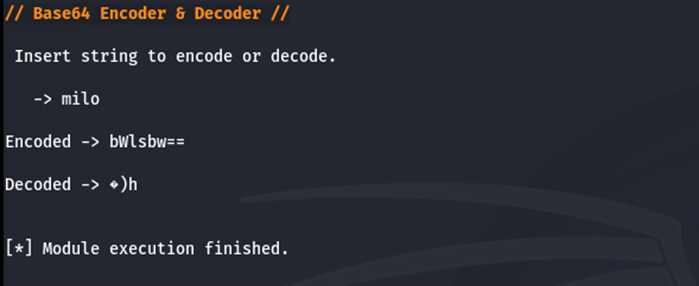 // Base64 Encoder & Decoder //
Insert string to encode or decode.
-> milo
Encoded -> bWlsbw==
Decoded -> �)h
[*] Module execution finished.